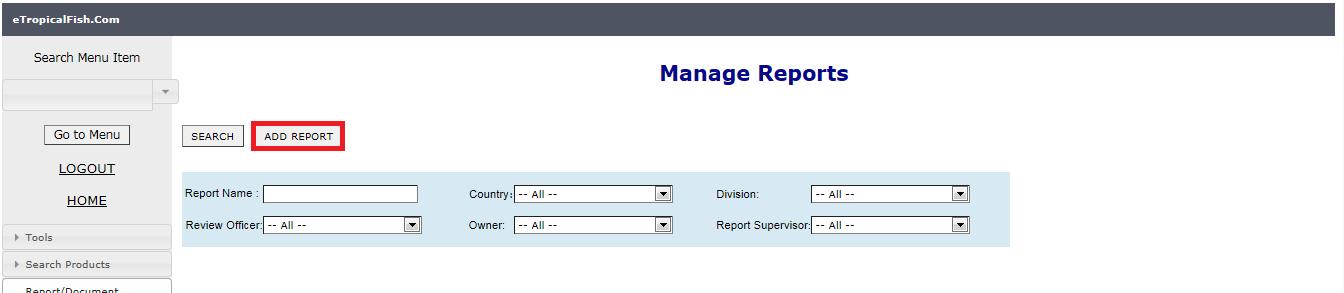 eTropicalFish.Com
Search Menu Item
Go to Menu
LOGOUT
HOME
Tools
Search Products
Report/Document
Manage Reports
SEARCH ADD REPORT
Report Name : Country: -- All -- Division: -- All --
Review Officer: -- All -- Owner: -- All -- Report Supervisor: -- All --